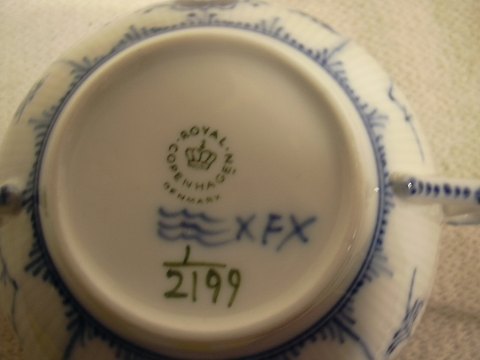 ROYAL
COPENHAGEN
DENMARK
XFX
1/2199